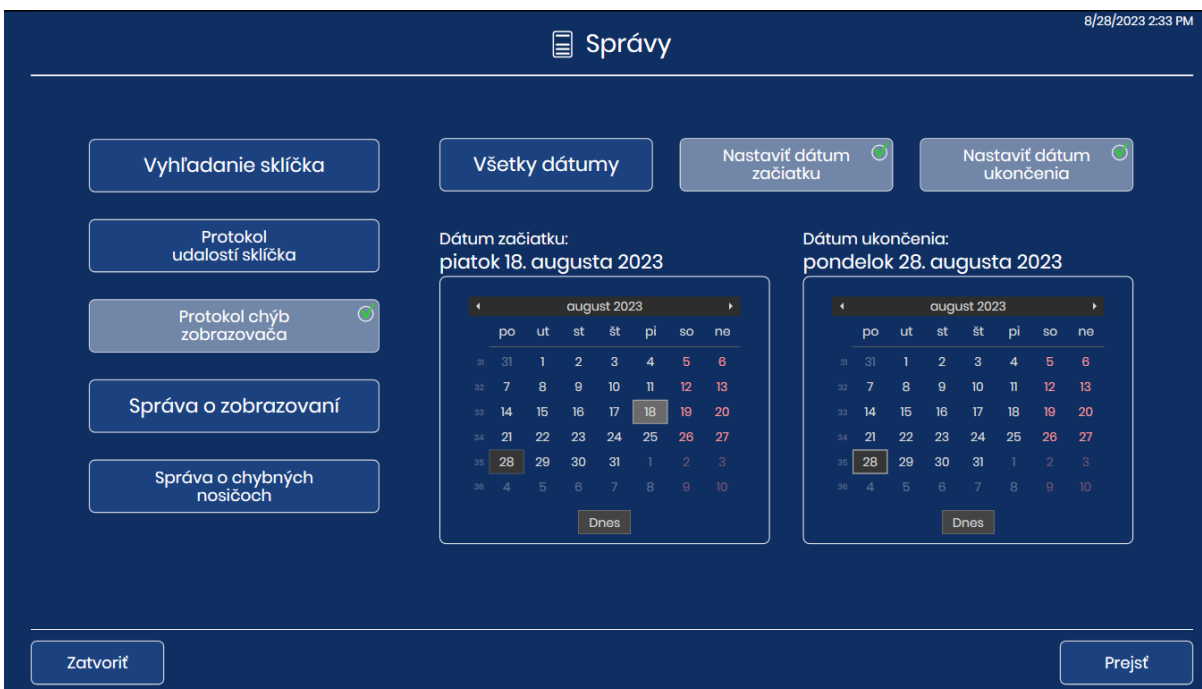 8/28/2023 2:33 PM
Správy
Vyhľadanie sklíčka
Protokol
udalostí sklíčka
Protokol chýb
zobrazovača
Správa o zobrazovaní
Správa o chybných
nosičoch
Všetky dátumy
Nastaviť dátum
začiatku
Nastaviť dátum
ukončenia
Dátum začiatku:
piatok 18. augusta 2023
august 2023
po ut st št pi so ne
31 31 1 2 3 4 5 6
32 7 8 9 10 11 12 13
33 14 15 16 17 18 19 20
34 21 22 23 24 25 26 27
35 28 29 30 31 1 2 3
36 4 5 6 7 8 9 10
Dnes
Dátum ukončenia:
pondelok 28. augusta 2023
august 2023
po ut st št pi so ne
31 31 1 2 3 4 5 6
32 7 8 9 10 11 12 13
33 14 15 16 17 18 19 20
34 21 22 23 24 25 26 27
35 28 29 30 31 1 2 3
36 4 5 6 7 8 9 10
Dnes
Zatvoriť
Prejsť